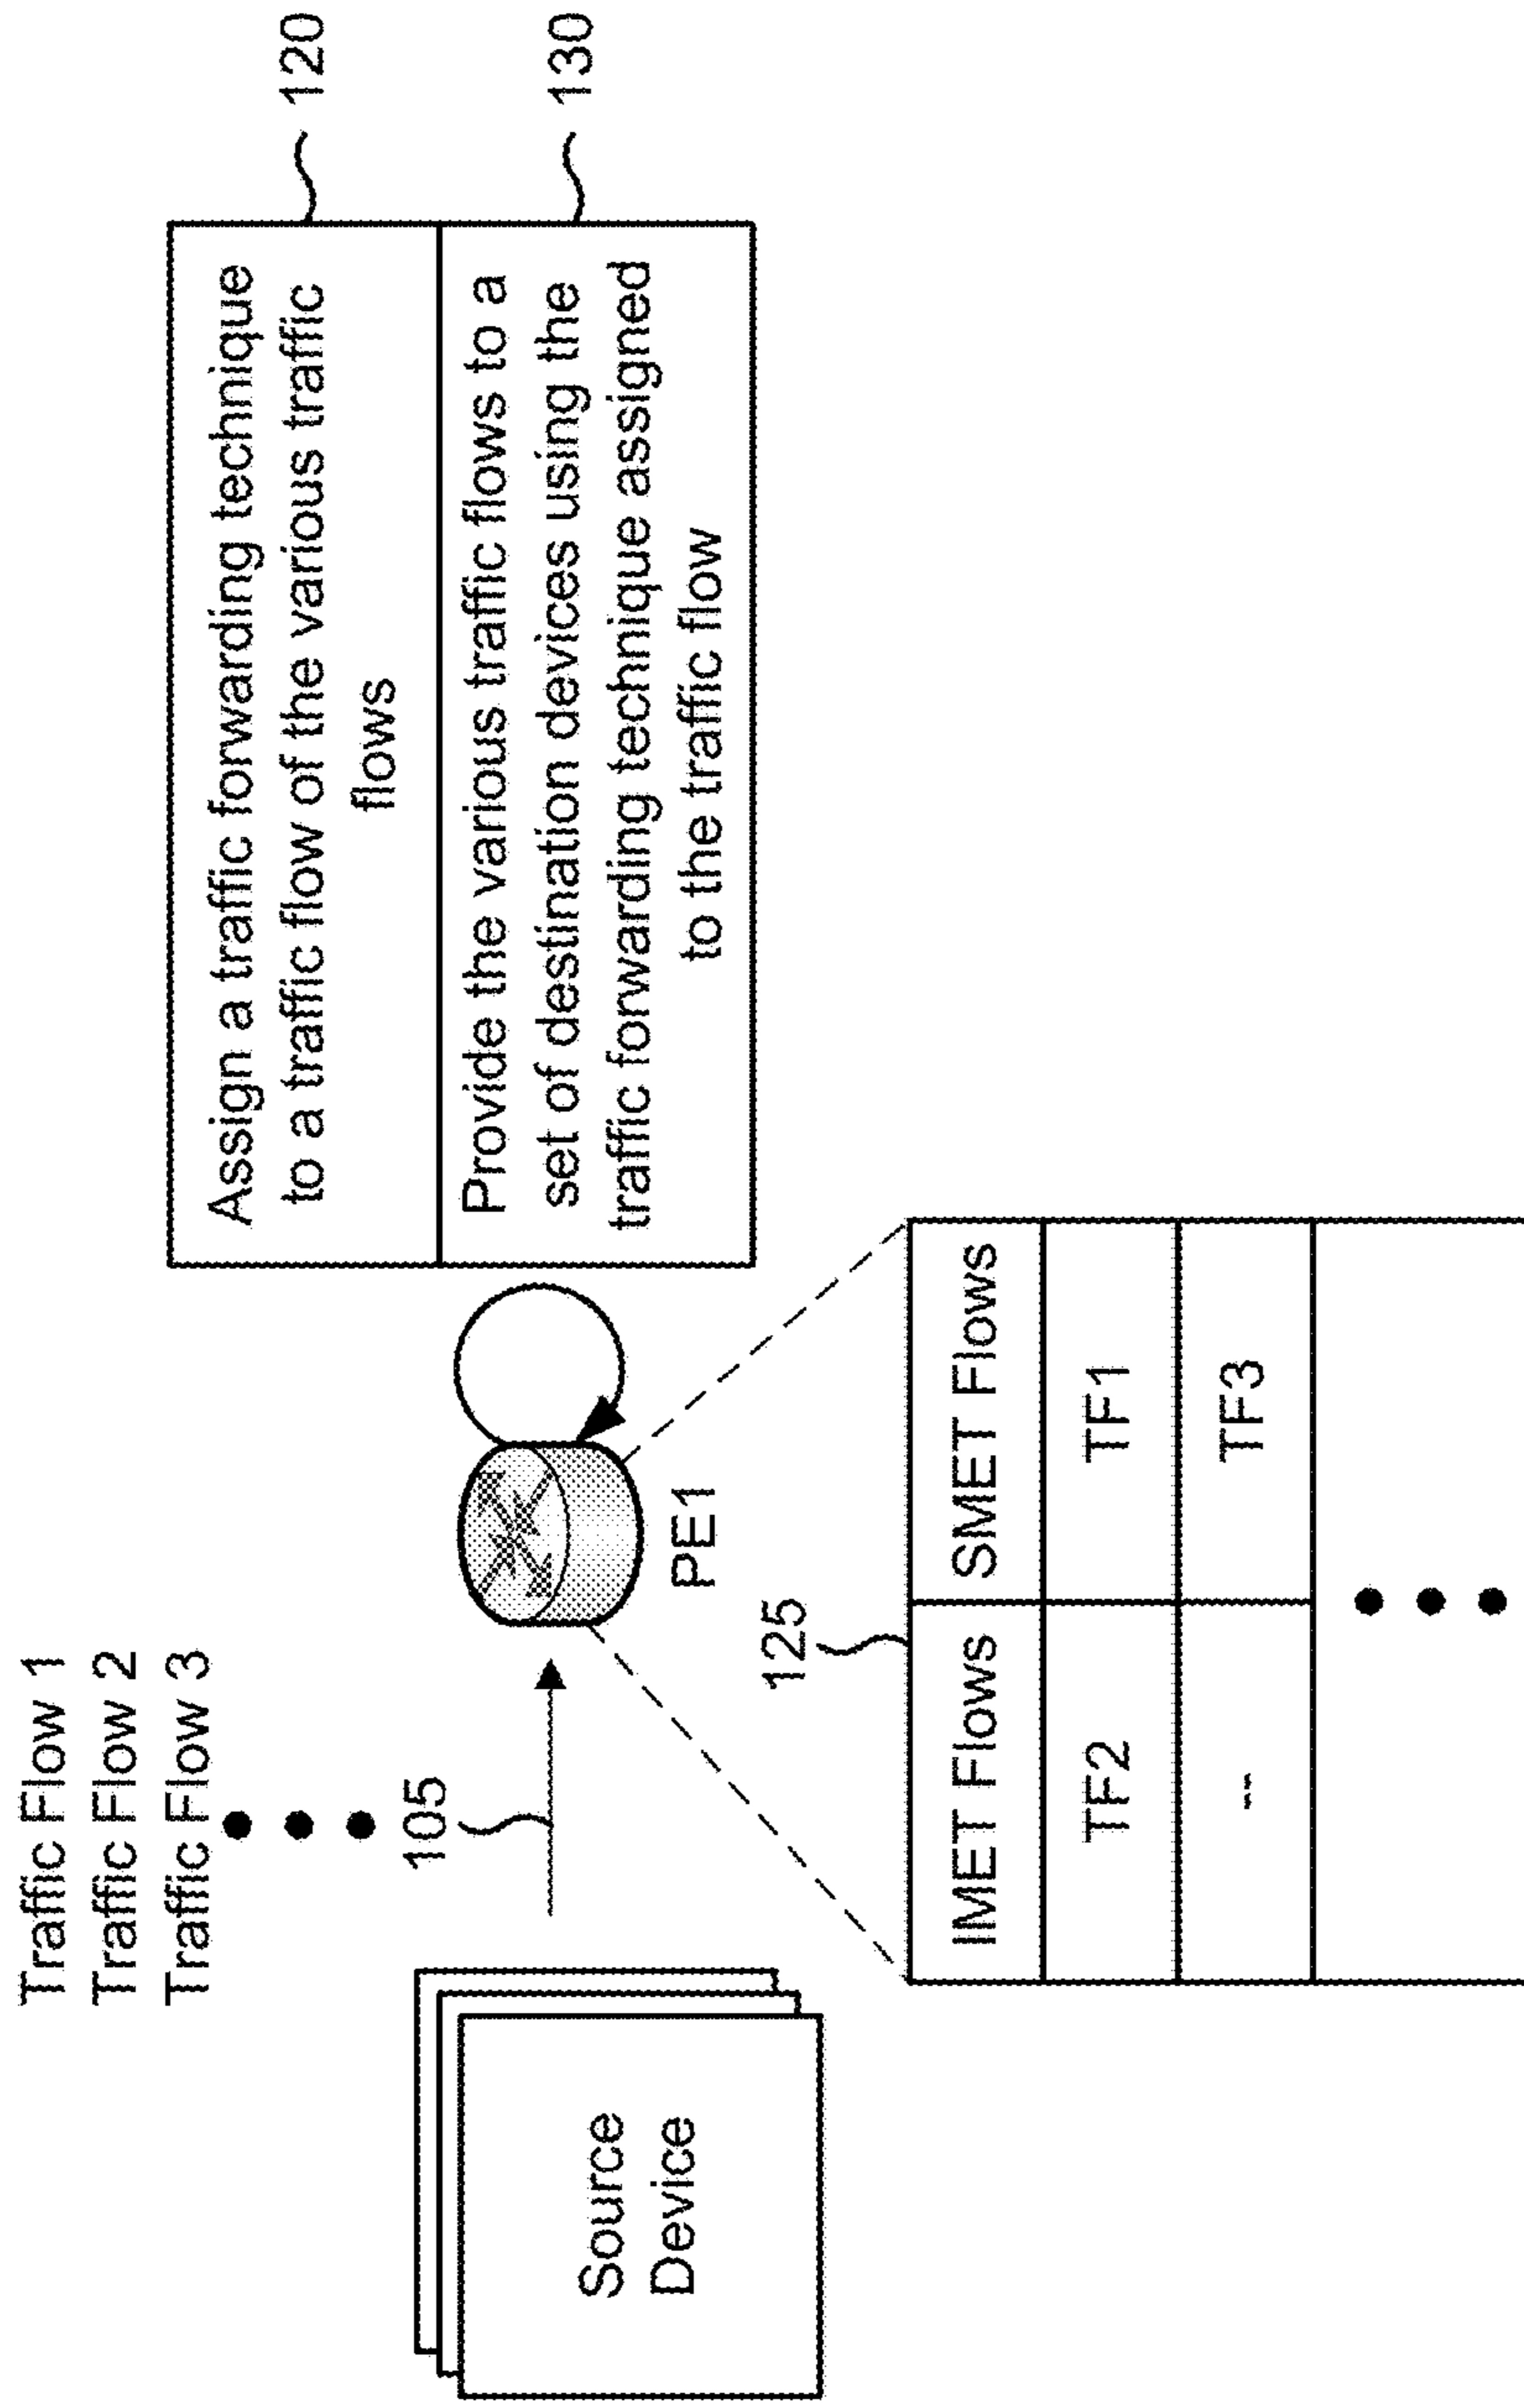 Traffic Flow 1
Traffic Flow 2
Traffic Flow 3
105
Source
Device
PE1
Assign a traffic forwarding technique
to a traffic flow of the various traffic
flows
120
Provide the various traffic flows to a
set of destination devices using the
traffic forwarding technique assigned
to the traffic flow
130
125
IMET Flows SMET Flows
TF2 TF1
-- TF3